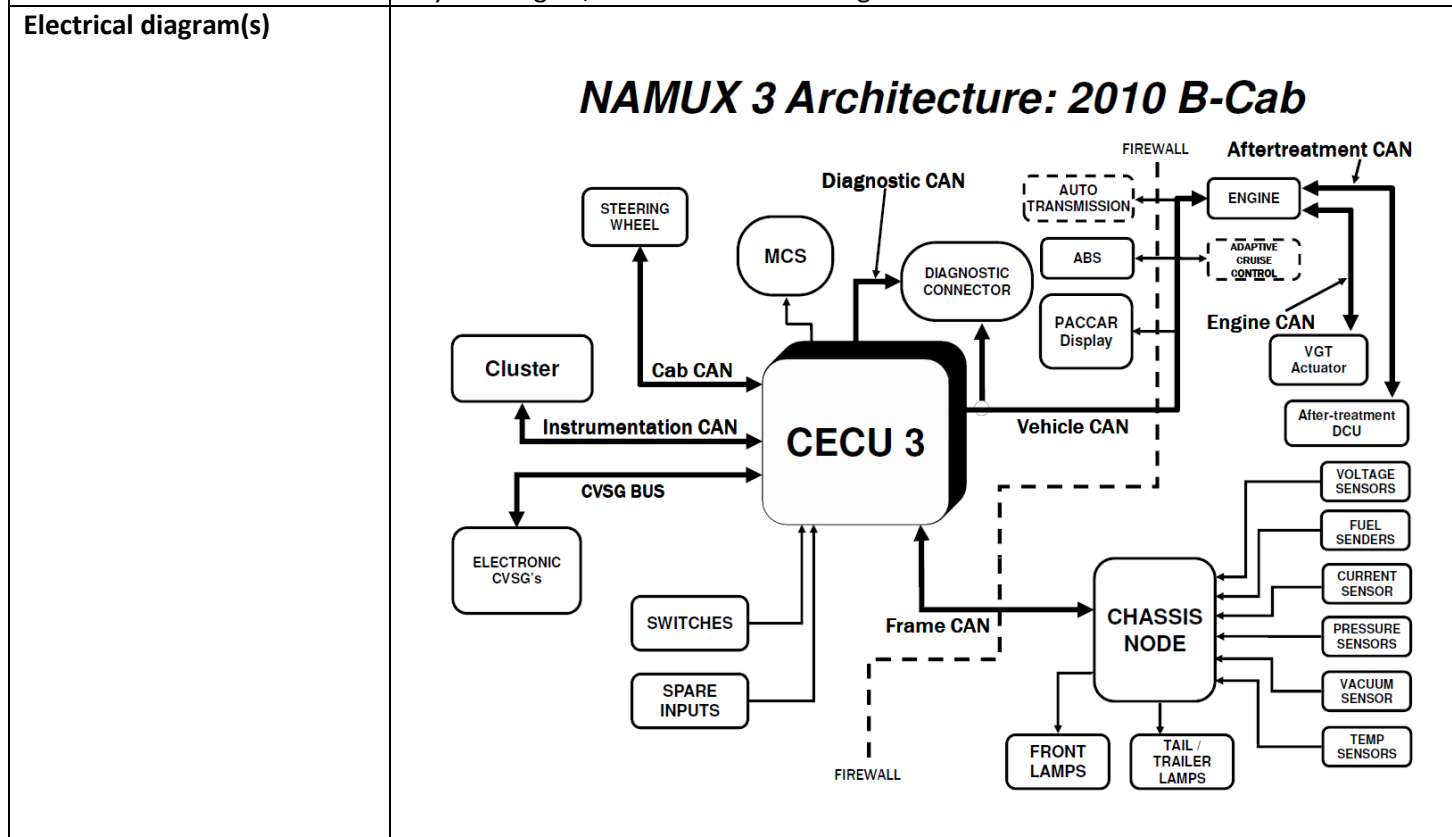 Electrical diagram(s)
NAMUX 3 Architecture: 2010 B-Cab
FIREWALL
Aftertreatment CAN
Diagnostic CAN
AUTO
TRANSMISSION
ENGINE
STEERING
WHEEL
MCS
DIAGNOSTIC
CONNECTOR
ABS
ADAPTIVE
CRUISE
CONTROL
PACCAR
Display
Engine CAN
VGT
Actuator
Cluster
Cab CAN
Instrumentation CAN
CECU 3
Vehicle CAN
After-treatment
DCU
CVSG BUS
VOLTAGE
SENSORS
FUEL
SENDERS
ELECTRONIC
CVSG's
CURRENT
SENSOR
SWITCHES
Frame CAN
CHASSIS
NODE
PRESSURE
SENSORS
SPARE
INPUTS
VACUUM
SENSOR
FRONT
LAMPS
TAIL /
TRAILER
LAMPS
TEMP
SENSORS
FIREWALL